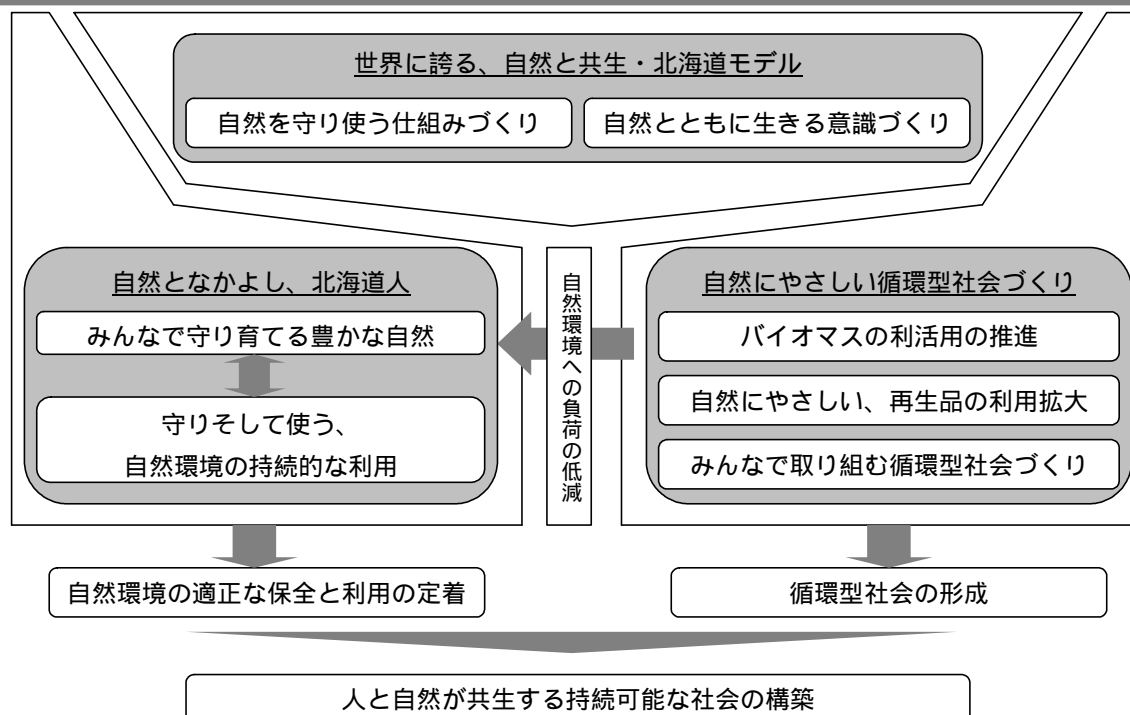 世界に誇る、自然と共生・北海道モデル
自然を守り使う仕組みづくり
自然とともに生きる意識づくり
自然となかよし、北海道人
みんなで守り育てる豊かな自然
守りそして使う、
自然環境の持続的な利用
自然環境への負荷の低減
自然にやさしい循環型社会づくり
バイオマスの利活用の推進
自然にやさしい、再生品の利用拡大
みんなで取り組む循環型社会づくり
自然環境の適正な保全と利用の定着
循環型社会の形成
人と自然が共生する持続可能な社会の構築